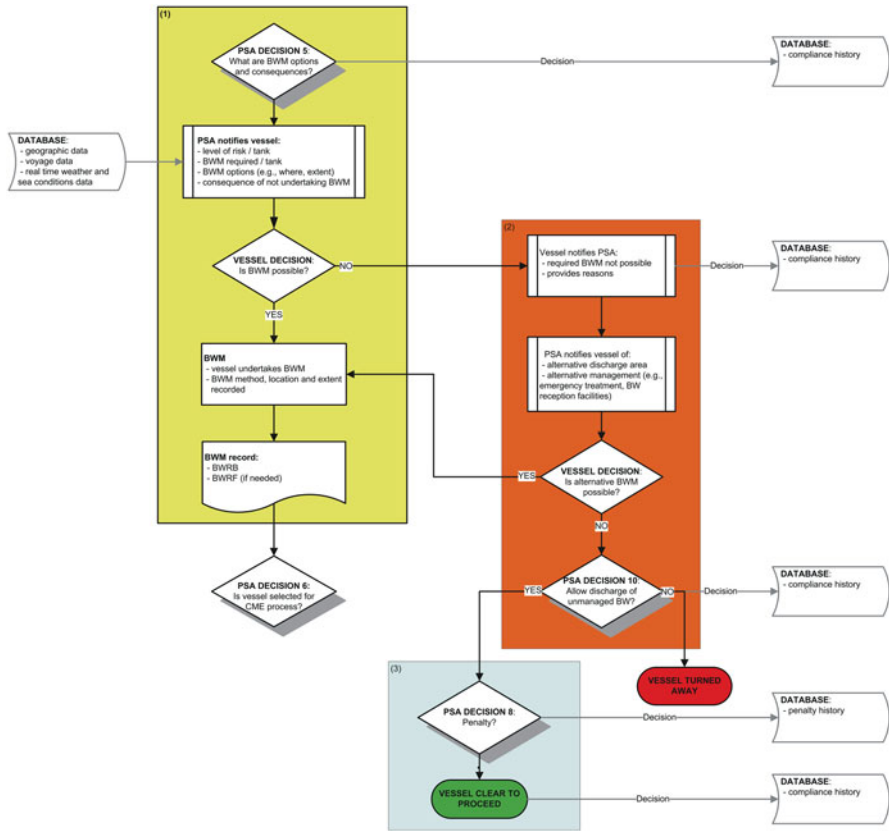 (1)
PSA DECISION 5:
What are BWM options
and consequences?
Decision
DATABASE:
- compliance history
DATABASE:
- geographic data
- voyage data
- real time weather and
sea conditions data
PSA notifies vessel:
- level of risk / tank
- BWM required / tank
- BWM options (e.g., where, extent)
- consequence of not undertaking BWM
VESSEL DECISION:
Is BWM possible?
NO
YES
BWM
- vessel undertakes BWM
- BWM method, location and extent
recorded
BWM record:
- BWRB
- BWRF (if needed)
PSA DECISION 6:
Is vessel selected for
CME process?
(2)
Vessel notifies PSA:
- required BWM not possible
- provides reasons
Decision
DATABASE:
- compliance history
PSA notifies vessel of:
- alternative discharge area
- alternative management (e.g.,
emergency treatment, BW
reception facilities)
VESSEL DECISION:
Is alternative BWM
possible?
YES
NO
PSA DECISION 10:
Allow discharge of
unmanaged BW?
YES
NO
Decision
DATABASE:
- compliance history
VESSEL TURNED
AWAY
(3)
PSA DECISION 8:
Penalty?
Decision
DATABASE:
- penalty history
VESSEL CLEAR TO
PROCEED
Decision
DATABASE:
- compliance history